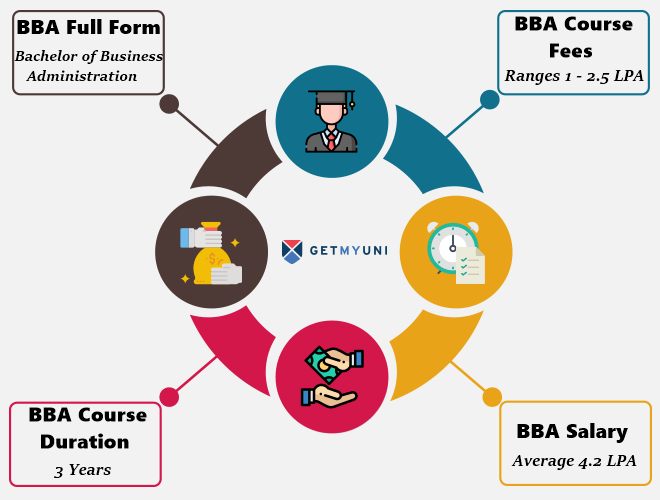 BBA Full Form
Bachelor of Business
Administration
BBA Course
Fees
Ranges 1 - 2.5 LPA
GETMYUNI
BBA Course
Duration
3 Years
BBA Salary
Average 4.2 LPA